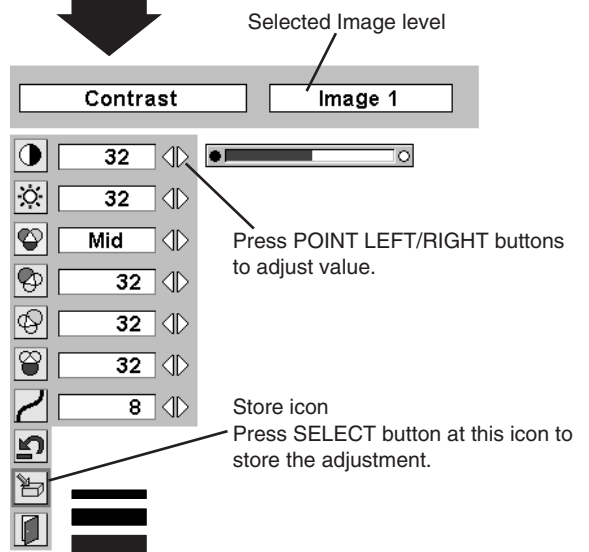 Selected Image level
Contrast Image 1
32
32
Mid
Press POINT LEFT/RIGHT buttons
to adjust value.
32
32
32
8
Store icon
Press SELECT button at this icon to
store the adjustment.